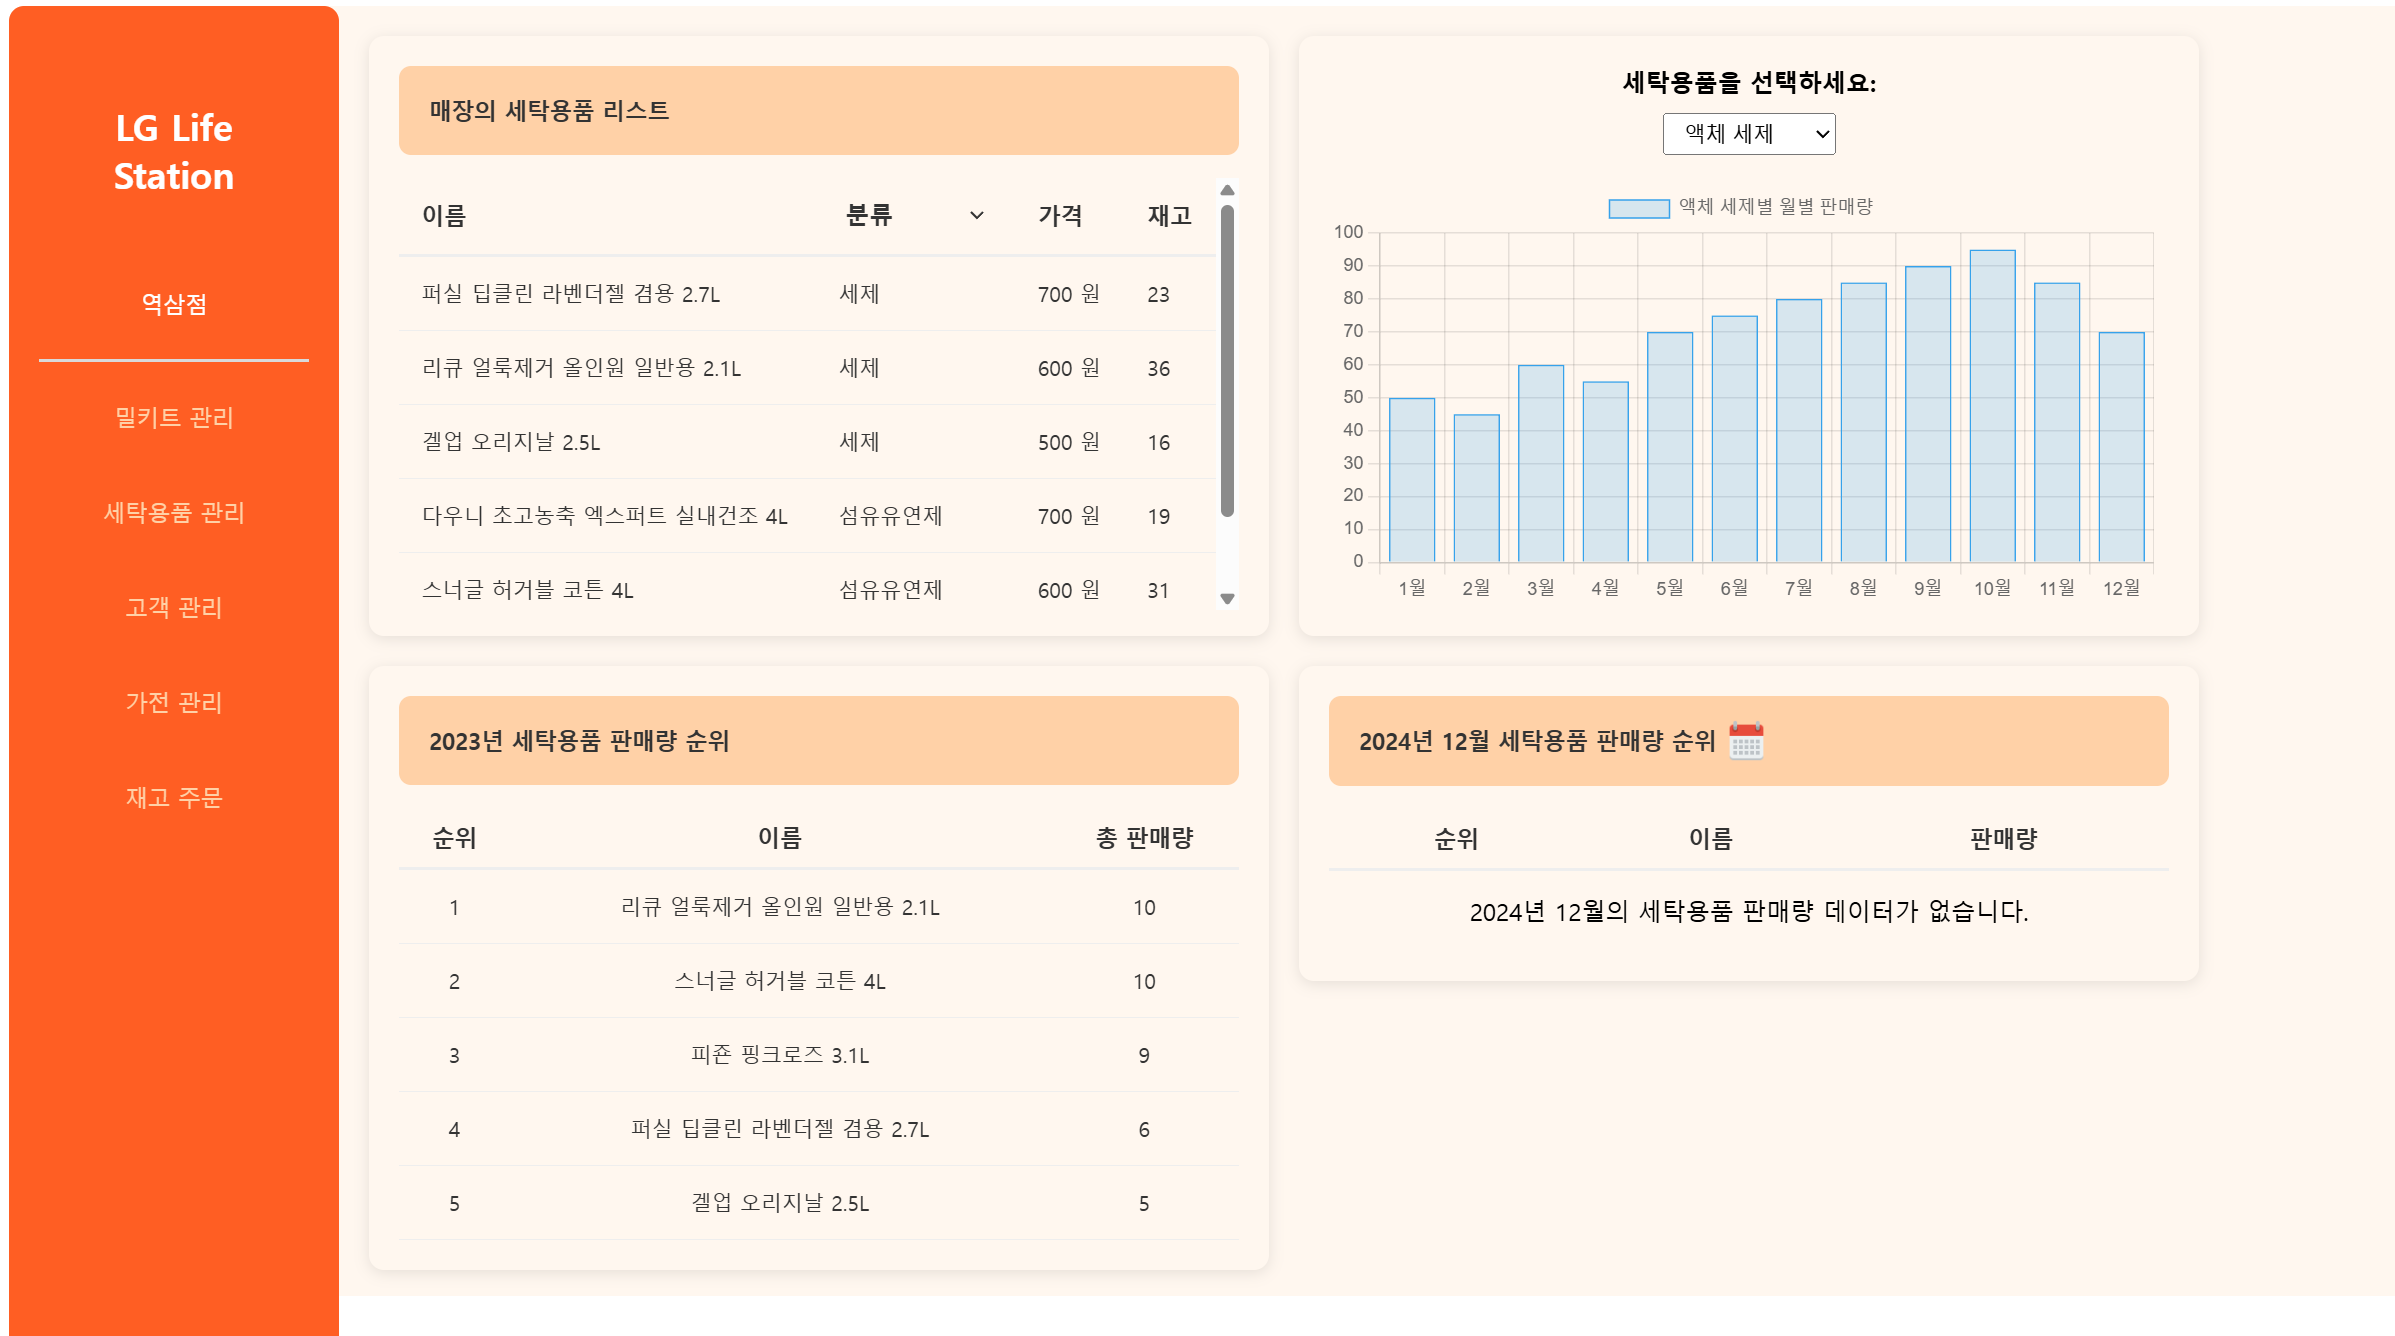 LG Life
Station
역삼점
밀키트 관리
세탁용품 관리
고객 관리
가전 관리
재고 주문
매장의 세탁용품 리스트
이름 분류 가격 재고
퍼실 딥클린 라벤더젤 겸용 2.7L 세제 700 원 23
리큐 얼룩제거 올인원 일반용 2.1L 세제 600 원 36
겔업 오리지날 2.5L 세제 500 원 16
다우니 초고농축 엑스퍼트 실내건조 4L 섬유유연제 700 원 19
스너글 허거블 코튼 4L 섬유유연제 600 원 31
세탁용품을 선택하세요:
액체 세제
액체 세제별 월별 판매량
100
90
80
70
60
50
40
30
20
10
0
1월 2월 3월 4월 5월 6월 7월 8월 9월 10월 11월 12월
2023년 세탁용품 판매량 순위
순위 이름 총 판매량
1 리큐 얼룩제거 올인원 일반용 2.1L 10
2 스너글 허거블 코튼 4L 10
3 피죤 핑크로즈 3.1L 9
4 퍼실 딥클린 라벤더젤 겸용 2.7L 6
5 겔업 오리지날 2.5L 5
2024년 12월 세탁용품 판매량 순위
순위 이름 판매량
2024년 12월의 세탁용품 판매량 데이터가 없습니다.